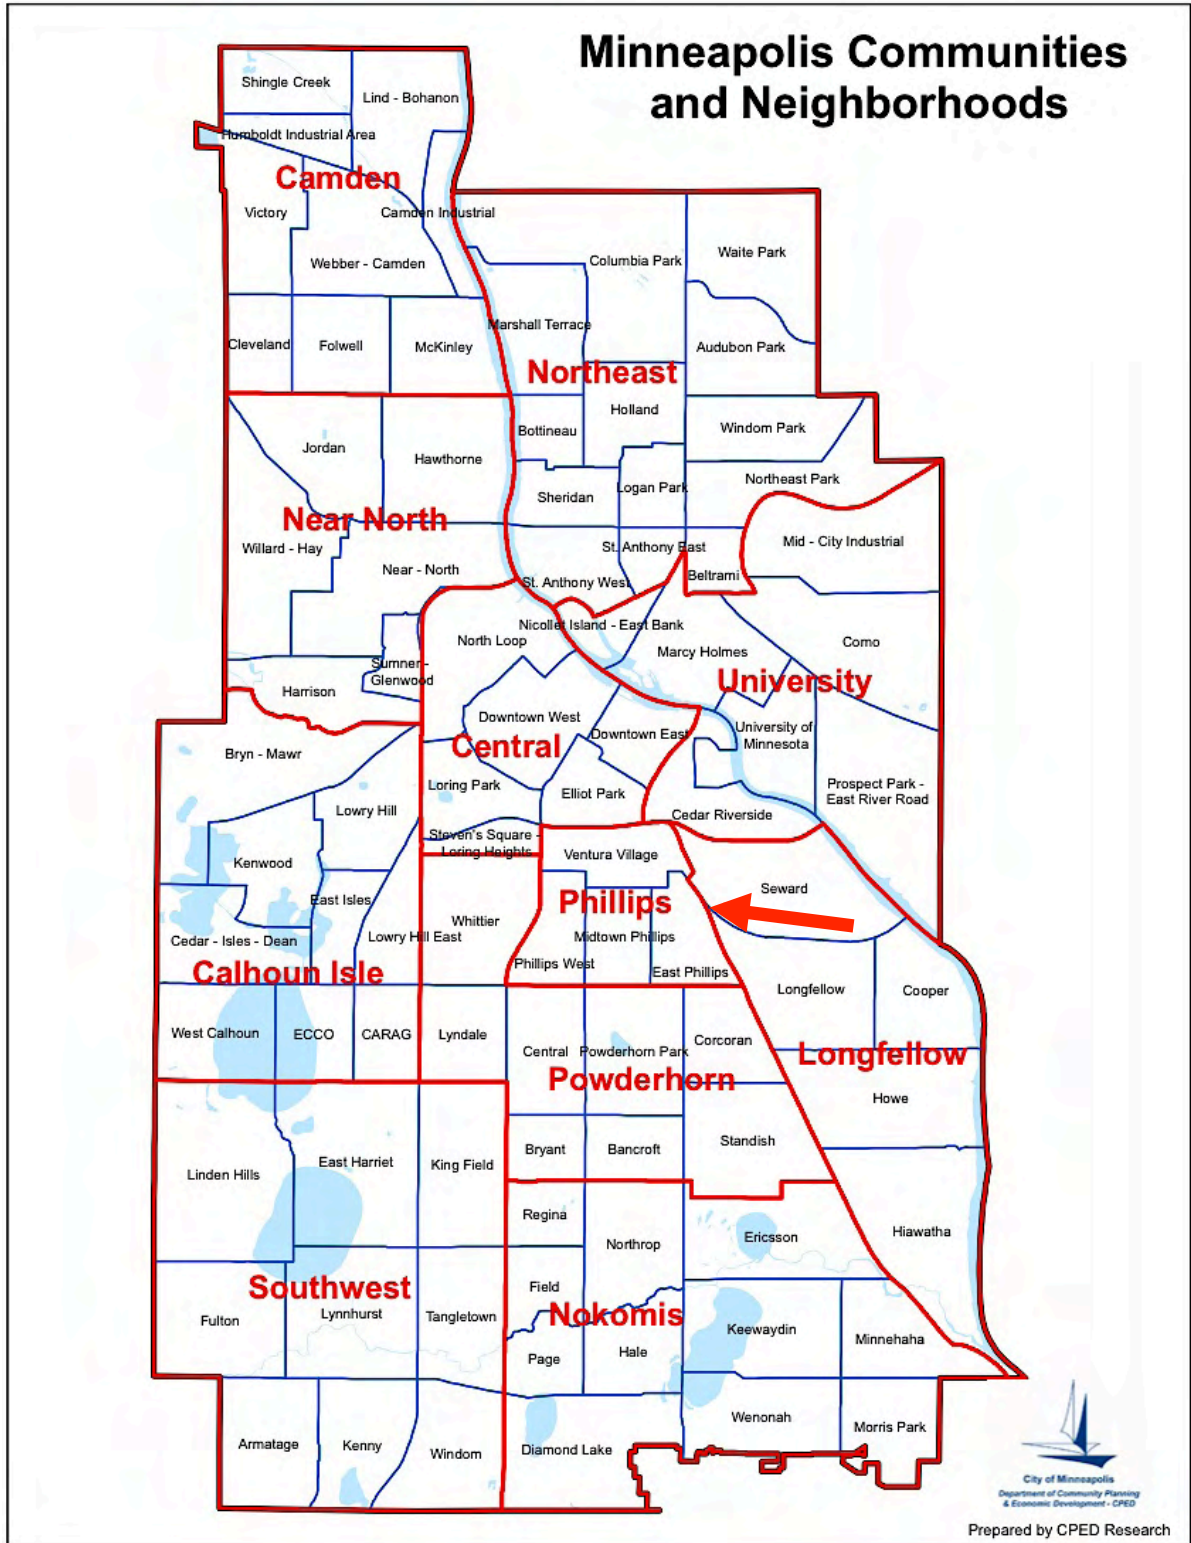 Minneapolis Communities
and Neighborhoods
Shingle Creek
Lind - Bohanon
Humboldt Industrial Area
Camden
Victory
Camden Industrial
Webber - Camden
Columbia Park
Waite Park
Marshall Terrace
Cleveland
Folwell
McKinley
Audubon Park
Northeast
Holland
Bottineau
Windom Park
Jordan
Hawthorne
Logan Park
Northeast Park
Sheridan
Near North
Willard - Hay
Mid - City Industrial
St. Anthony East
Near - North
St. Anthony West
Beltrami
Nicollet Island - East Bank
North Loop
Marcy Holmes
Como
Sumner -
Glenwood
Harrison
University
Downtown West
Downtown East
University of
Minnesota
Central
Bryn - Mawr
Loring Park
Elliot Park
Prospect Park -
East River Road
Lowry Hill
Cedar Riverside
Steven's Square -
Loring Heights
Ventura Village
Kenwood
Seward
East Isles
Phillips
Whittier
Lowry Hill East
Midtown Phillips
Cedar - Isles - Dean
Phillips West
East Phillips
Calhoun Isle
Longfellow
Cooper
West Calhoun
ECCO
CARAG
Lyndale
Central
Powderhorn Park
Corcoran
Longfellow
Powderhorn
Howe
Standish
Bryant
Bancroft
Linden Hills
East Harriet
King Field
Regina
Northrop
Ericsson
Hiawatha
Southwest
Field
Fulton
Lynnhurst
Tangletown
Nokomis
Keewaydin
Minnehaha
Page
Hale
Wenonah
Morris Park
Armatage
Kenny
Windom
Diamond Lake
City of Minneapolis
Department of Community Planning
& Economic Development - CPED
Prepared by CPED Research